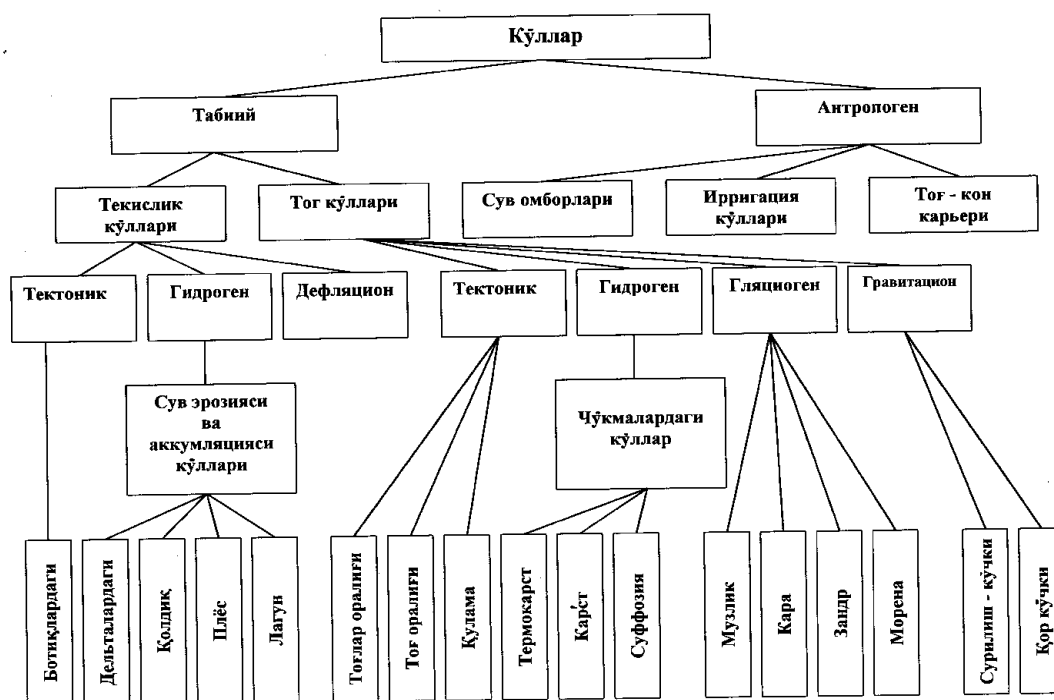 Кўллар
Табиий
Антропоген
Текислик
кўллари
Тог кўллари
Сув омборлари
Ирригация
кўллари
Тоғ - кон
карьери
Тектоник
Гидроген
Дефляцион
Тектоник
Гидроген
Гляциоген
Гравитацион
Сув эрозияси
ва
аккумляцияси
кўллари
Чўкмалардаги
кўллар
Ботиқлардаги
Дельталардаги
Қолдиқ
Плёс
Лагун
Тоғлар оралиғи
Тоғ оралиғи
Қулама
Термокарст
Карст
Суффозия
Музлик
Кара
Зандр
Морена
Сурилиш - кўчки
Қор кўчки